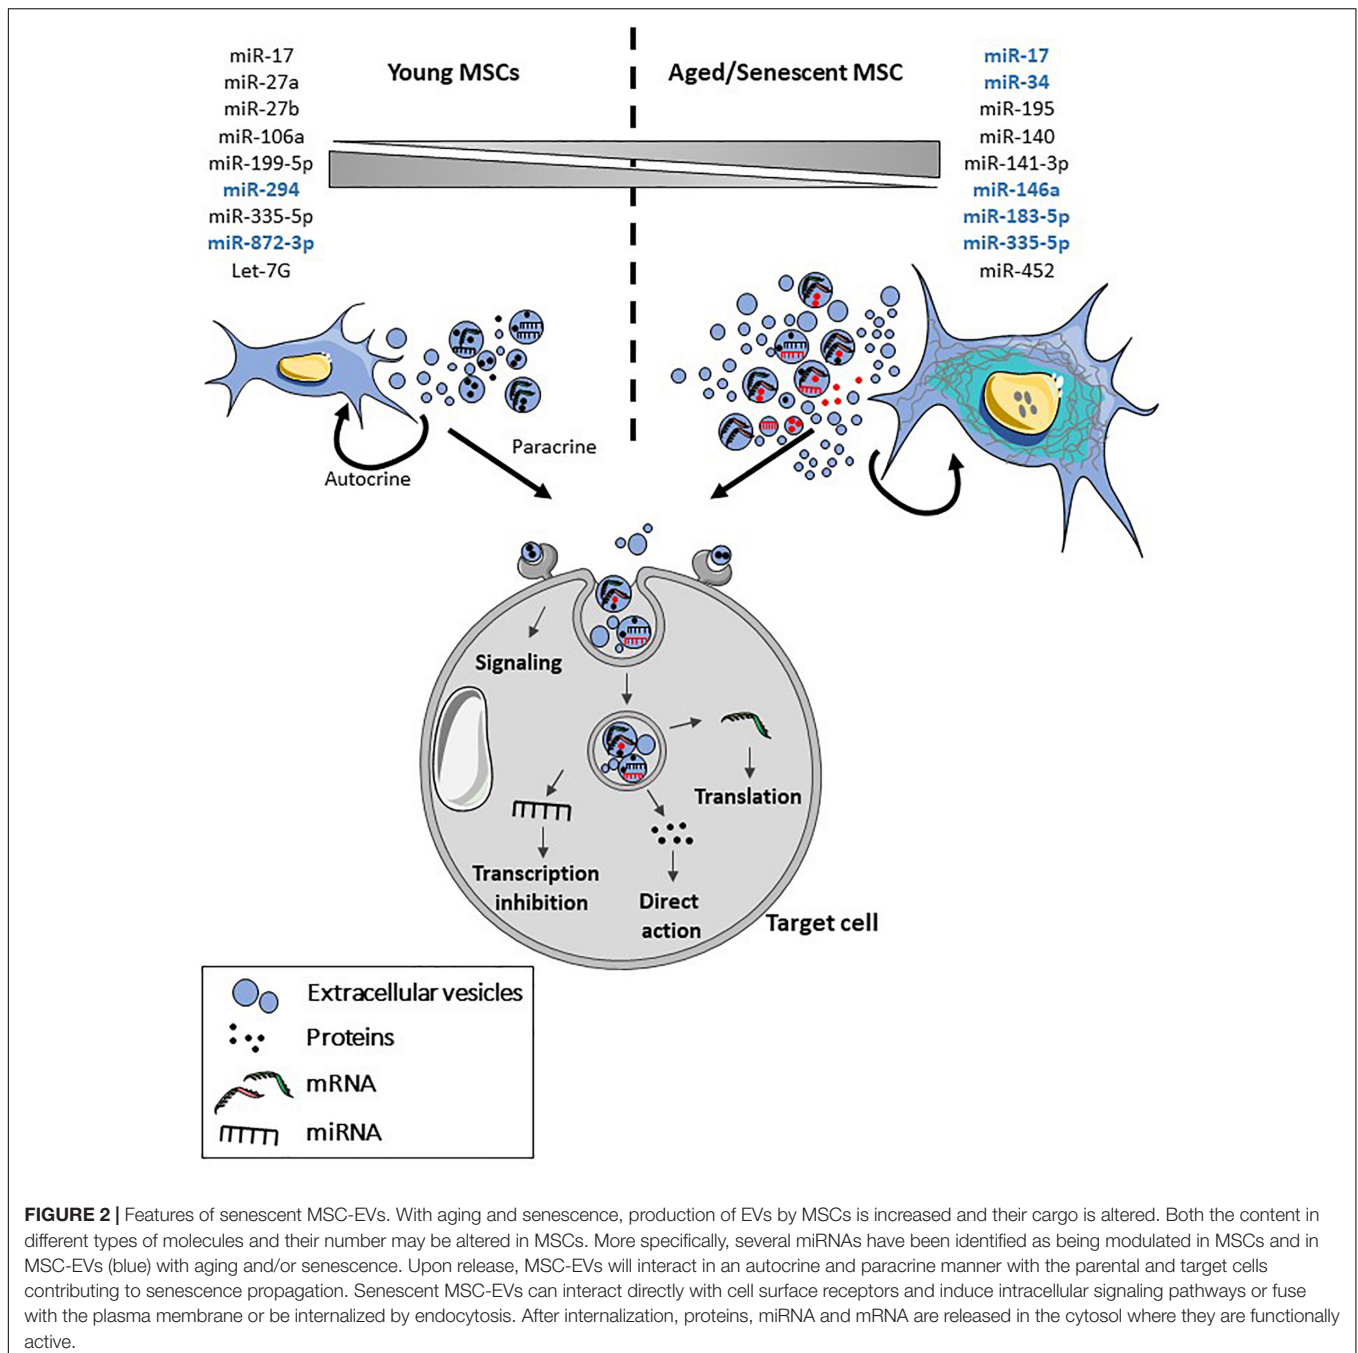 miR-17
miR-27a
miR-27b
miR-106a
miR-199-5p
miR-294
miR-335-5p
miR-872-3p
Let-7G
Young MSCs
Aged/Senescent MSC
miR-17
miR-34
miR-195
miR-140
miR-141-3p
miR-146a
miR-183-5p
miR-335-5p
miR-452
Paracrine
Autocrine
Signaling
Translation
Transcription
inhibition
Direct
action
Target cell
Extracellular vesicles
Proteins
mRNA
miRNA
FIGURE 2 | Features of senescent MSC-EVs. With aging and senescence, production of EVs by MSCs is increased and their cargo is altered. Both the content in
different types of molecules and their number may be altered in MSCs. More specifically, several miRNAs have been identified as being modulated in MSCs and in
MSC-EVs (blue) with aging and/or senescence. Upon release, MSC-EVs will interact in an autocrine and paracrine manner with the parental and target cells
contributing to senescence propagation. Senescent MSC-EVs can interact directly with cell surface receptors and induce intracellular signaling pathways or fuse
with the plasma membrane or be internalized by endocytosis. After internalization, proteins, miRNA and mRNA are released in the cytosol where they are functionally
active.